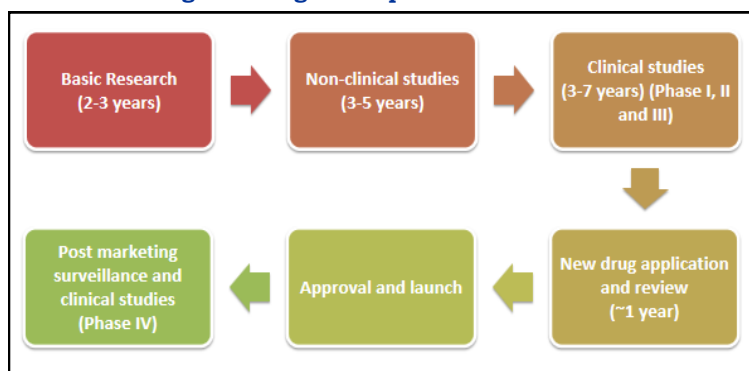 Basic Research
(2-3 years)
Non-clinical studies
(3-5 years)
Clinical studies
(3-7 years) (Phase I, II
and III)
New drug application
and review
(~1 year)
Approval and launch
Post marketing
surveillance and
clinical studies
(Phase IV)